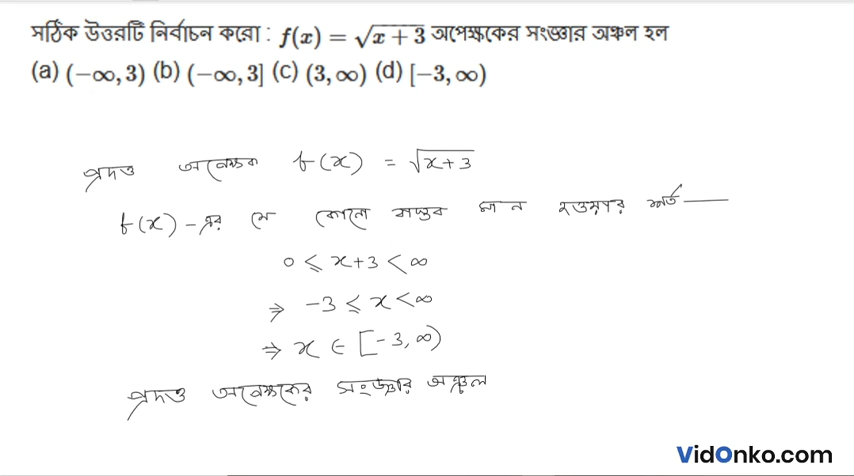 সঠিক উত্তরটি নির্বাচন করো : f(x) = √(x + 3) অপেক্ষকের সংজ্ঞার অঞ্চল হল
(a) (−∞, 3) (b) (−∞, 3] (c) (3, ∞) (d) [−3, ∞)
প্রদত্ত অপেক্ষক f(x) = √(x+3)
f(x) -এর যে কোনো বাস্তব মান হওয়ার শর্ত —
0 ≤ x+3 < ∞
⇒ -3 ≤ x < ∞
⇒ x ∈ [-3, ∞)
প্রদত্ত অপেক্ষকের সংজ্ঞার অঞ্চল
VidOnko.com